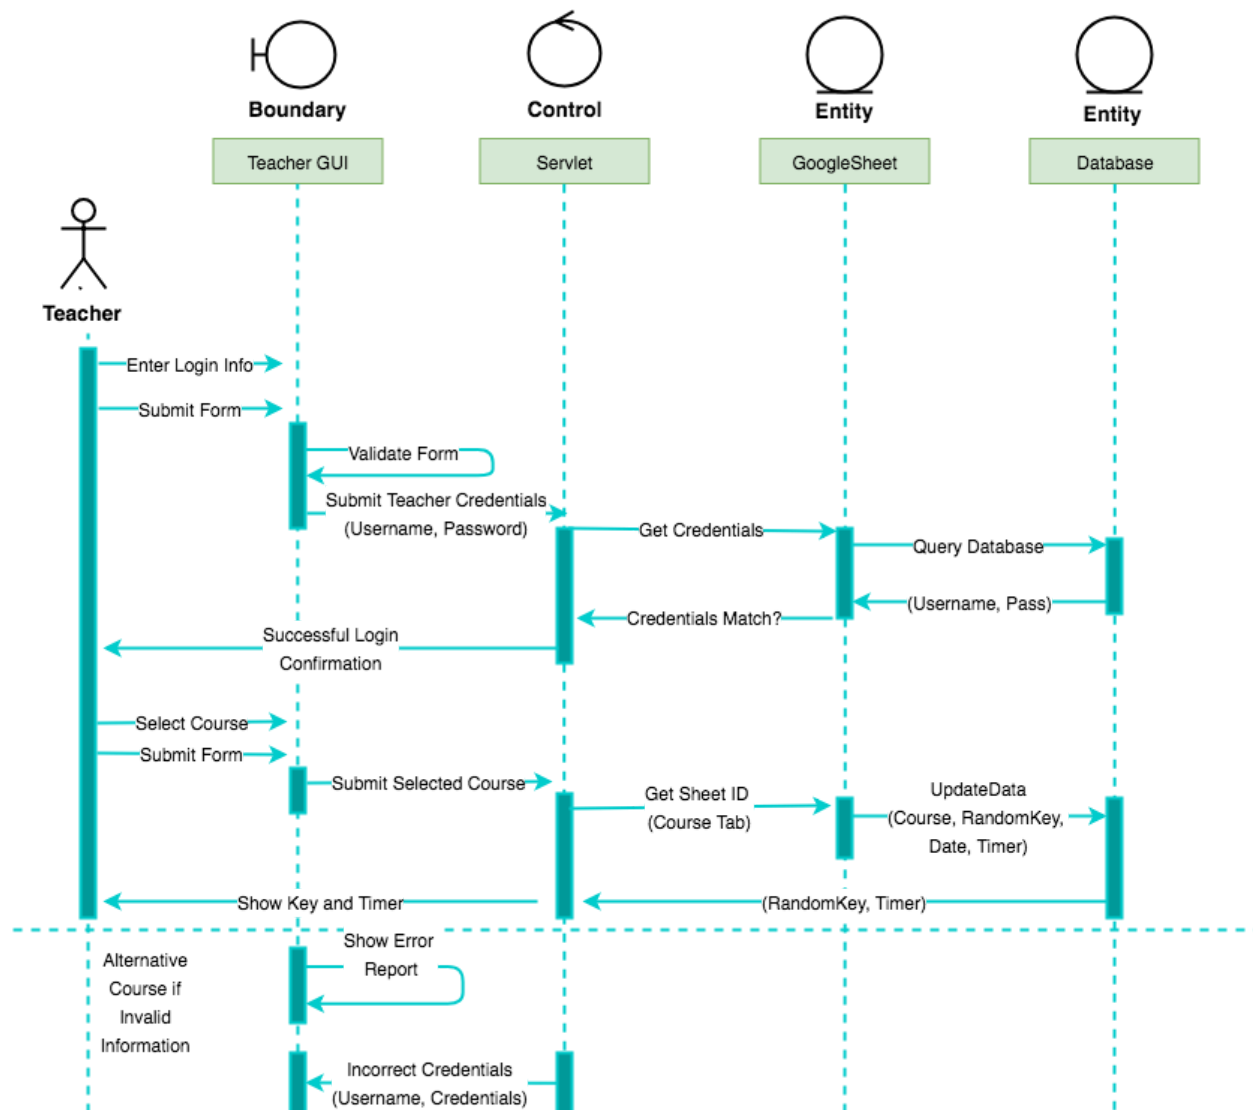 Boundary
Control
Entity
Entity
Teacher GUI
Servlet
GoogleSheet
Database
Teacher
Enter Login Info
Submit Form
Validate Form
Submit Teacher Credentials
(Username, Password)
Get Credentials
Query Database
(Username, Pass)
Credentials Match?
Successful Login
Confirmation
Select Course
Submit Form
Submit Selected Course
Get Sheet ID
(Course Tab)
UpdateData
(Course, RandomKey,
Date, Timer)
Show Key and Timer
(RandomKey, Timer)
Alternative
Course if
Invalid
Information
Show Error
Report
Incorrect Credentials
(Username, Credentials)